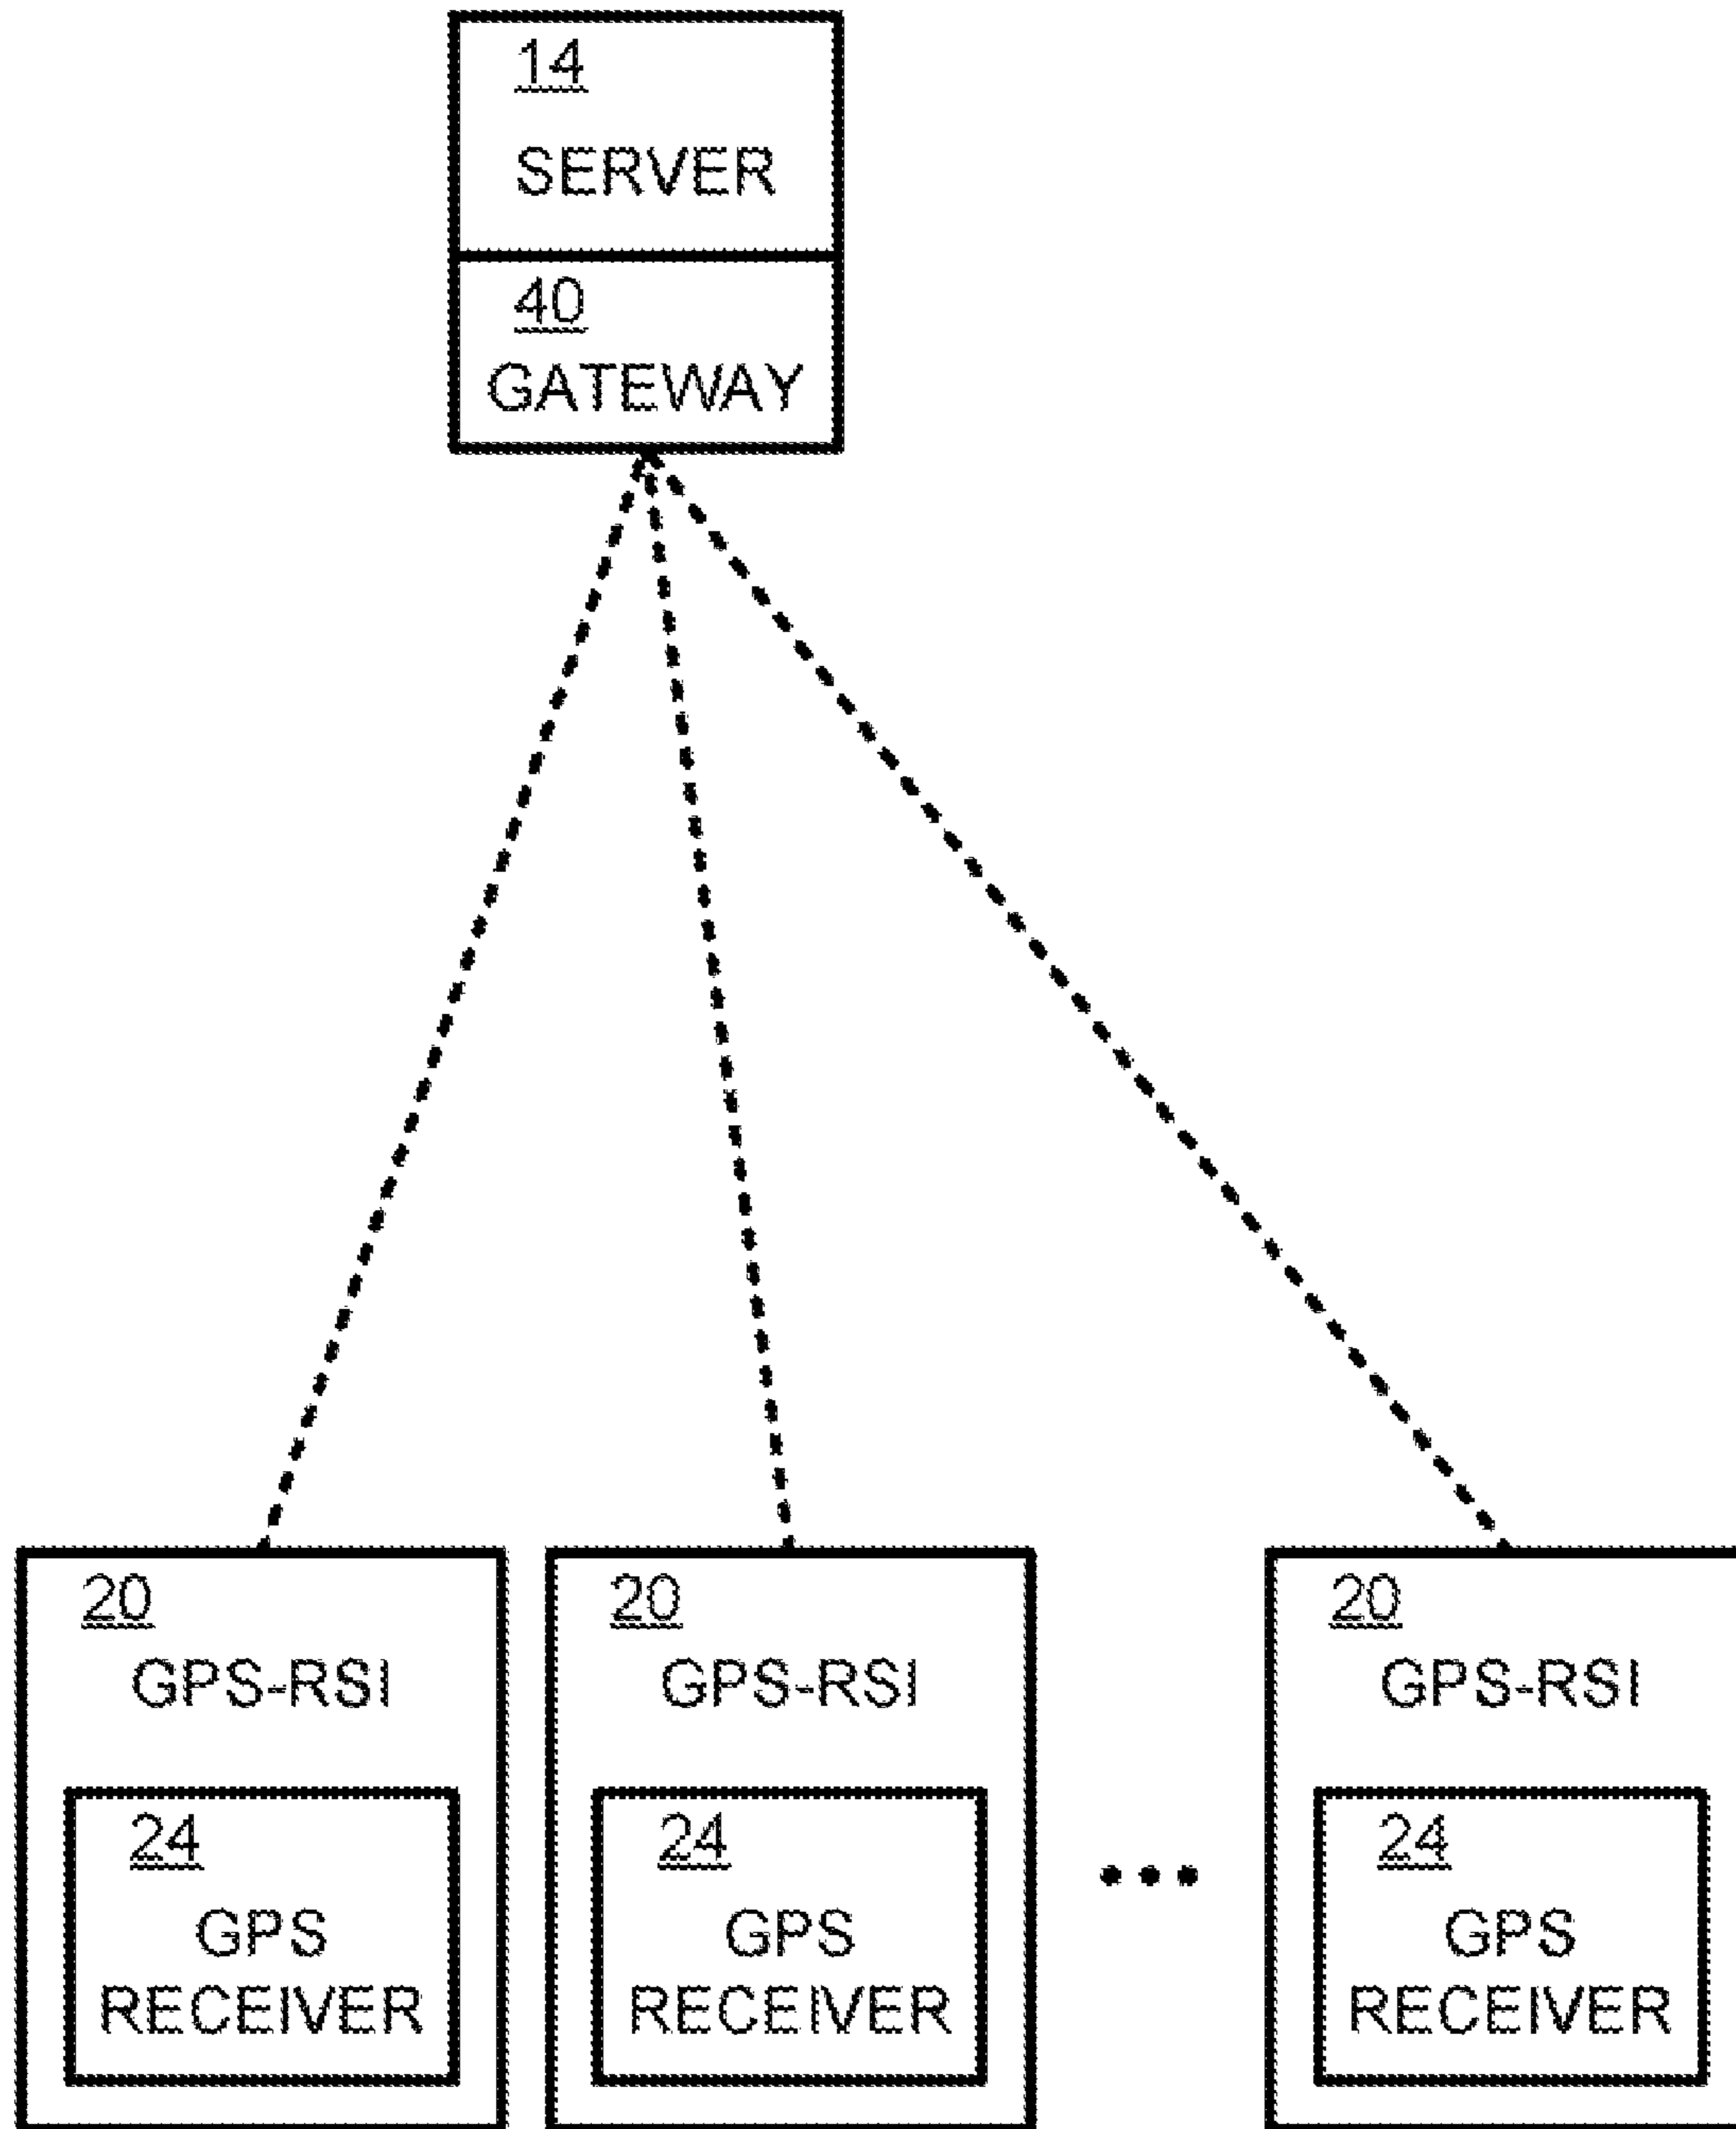 14
SERVER
40
GATEWAY
20
GPS-RSI
24
GPS
RECEIVER
20
GPS-RSI
24
GPS
RECEIVER
20
GPS-RSI
24
GPS
RECEIVER